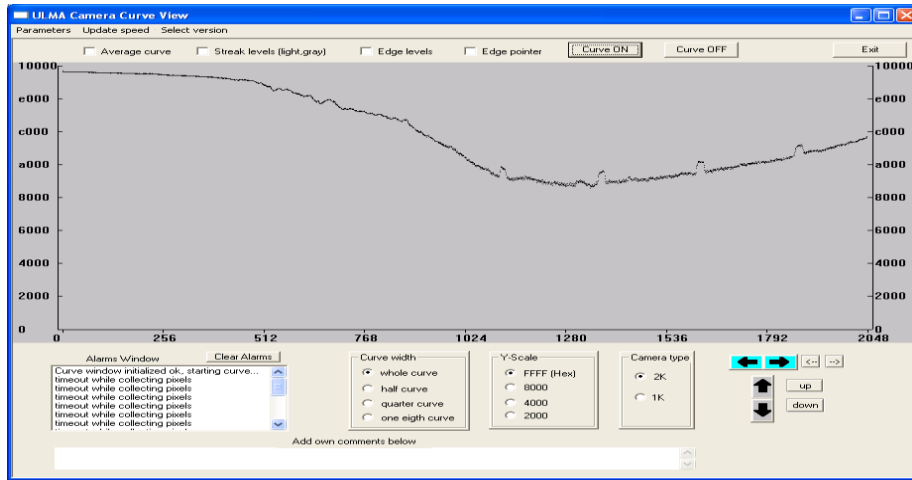 ULMA Camera Curve View
Parameters Update speed Select version
Average curve Streak levels (light,gray) Edge levels Edge pointer Curve ON Curve OFF Exit
10000 10000
e000 e000
c000 c000
a000 a000
8000 8000
6000 6000
4000 4000
2000 2000
0 0
0 256 512 768 1024 1280 1536 1792 2048
Alarms Window Clear Alarms
Curve window initialized ok, starting curve...
timeout while collecting pixels
timeout while collecting pixels
timeout while collecting pixels
timeout while collecting pixels
timeout while collecting pixels
timeout while collecting pixels
Curve width
whole curve
half curve
quarter curve
one eigth curve
Y-Scale
FFFF (Hex)
8000
4000
2000
Camera type
2K
1K
<-- -->
up
down
Add own comments below